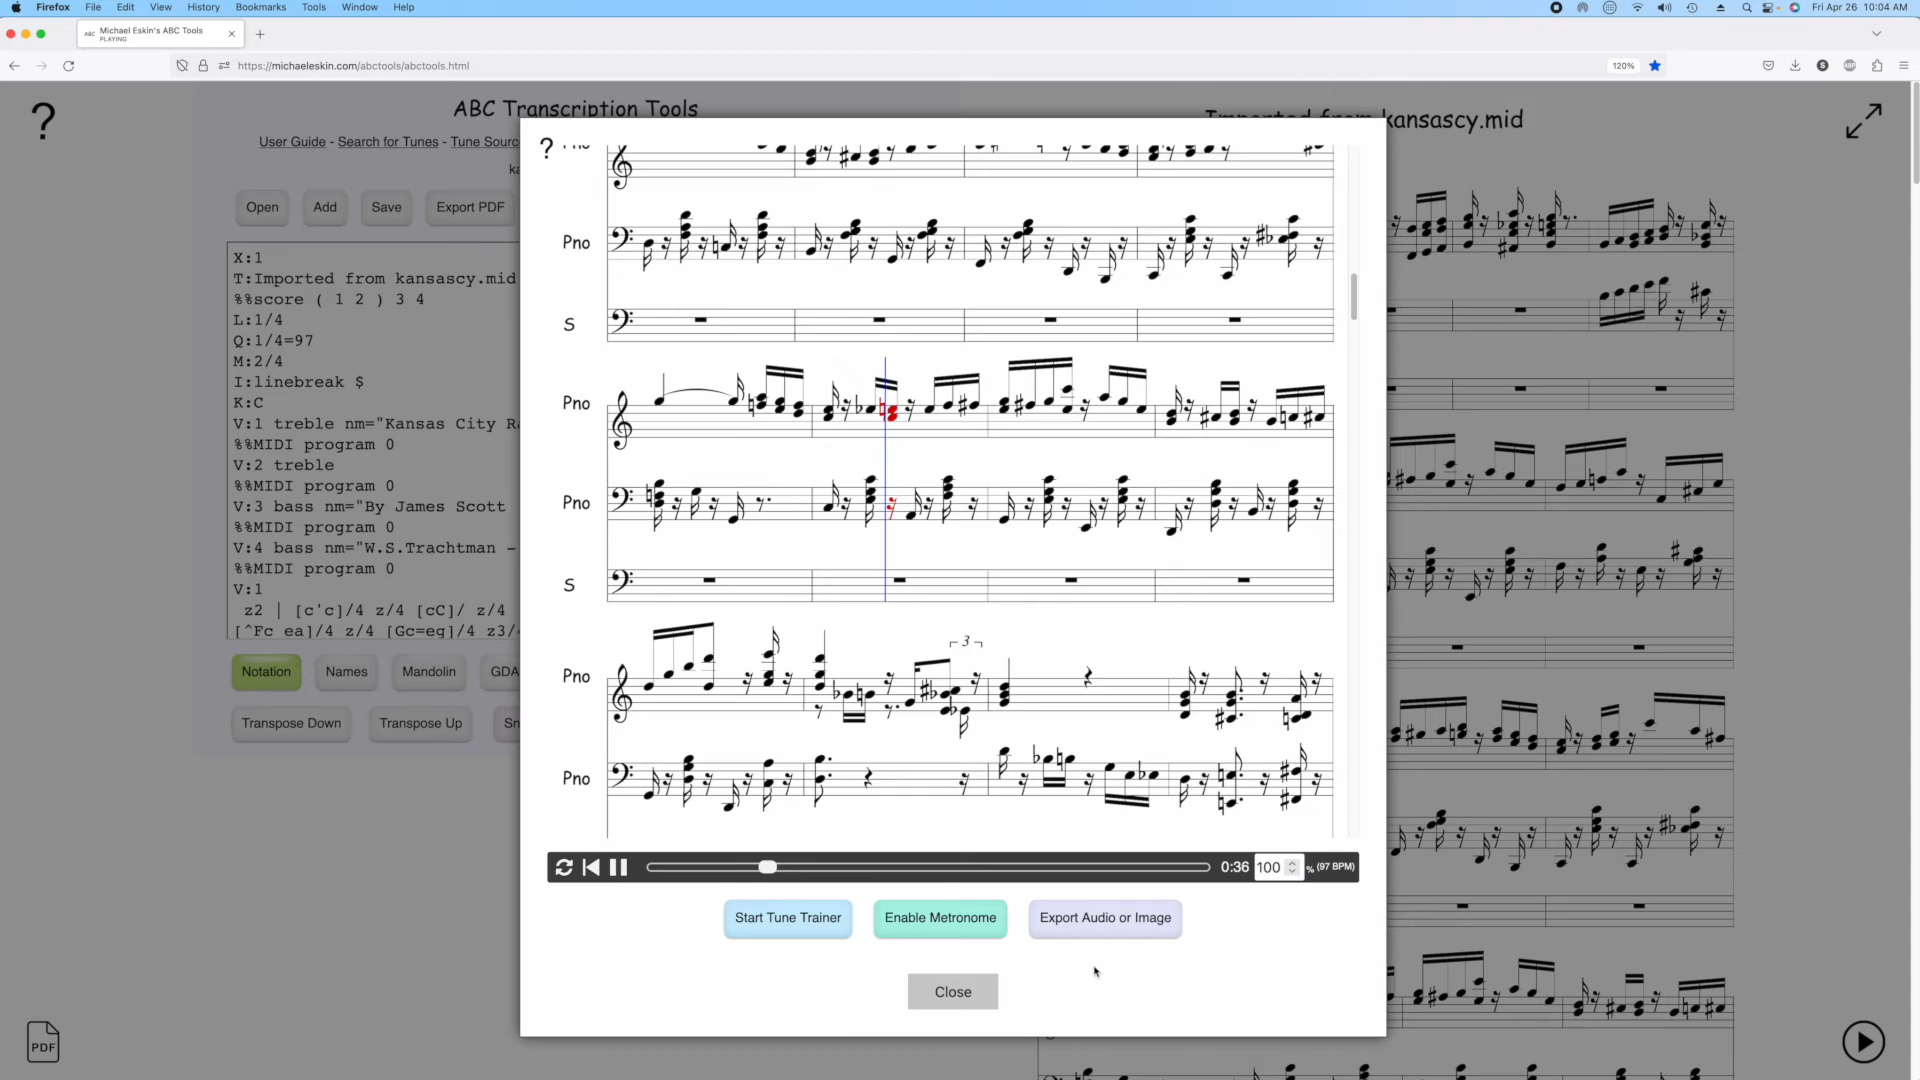 Firefox File Edit View History Bookmarks Tools Window Help Fri Apr 26 10:04 AM
ABC Michael Eskin's ABC Tools
PLAYING
https://michaeleskin.com/abctools/abctools.html 120%
ABC Transcription Tools
User Guide - Search for Tunes - Tune Sourc
Open Add Save Export PDF
X:1
T:Imported from kansascy.mid
%%score ( 1 2 ) 3 4
L:1/4
Q:1/4=97
M:2/4
I:linebreak $
K:C
V:1 treble nm="Kansas City R
%%MIDI program 0
V:2 treble
%%MIDI program 0
V:3 bass nm="By James Scott
%%MIDI program 0
V:4 bass nm="W.S.Trachtman -
%%MIDI program 0
V:1
z2 | [c'c]/4 z/4 [cC]/ z/4
[^Fc ea]/4 z/4 [Gc=eg]/4 z3/4
Notation Names Mandolin GDA
Transpose Down Transpose Up Sn
PDF
?
?
Pno
Pno
S
Pno
Pno
S
Pno
3
Pno
0:36 100 % (97 BPM)
Start Tune Trainer Enable Metronome Export Audio or Image
Close
Imported from kansascy.mid